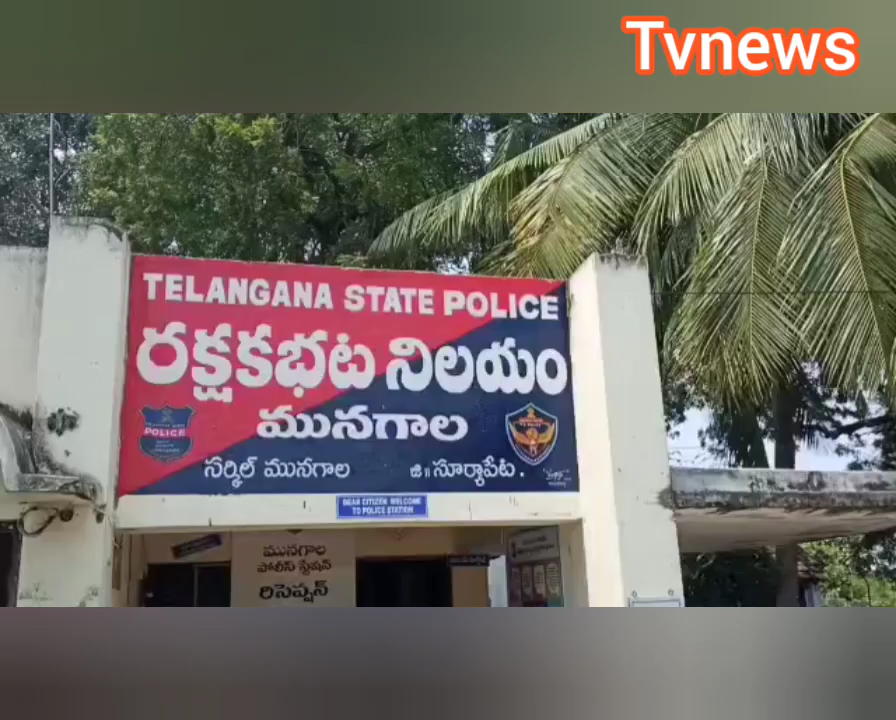 Tvnews
TELANGANA STATE POLICE
రక్షకభట నిలయం
మునగాల
POLICE
సర్కిల్ మునగాల జి॥ సూర్యాపేట.
DEAR CITIZEN WELCOME
TO POLICE STATION
మునగాల
పోలీస్ స్టేషన్
రిసెప్షన్